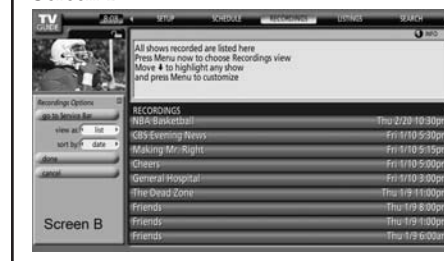 TV GUIDE 8:03 SETUP SCHEDULE RECORDINGS LISTINGS SEARCH
INFO
All shows recorded are listed here
Press Menu now to choose Recordings view
Move ⬇ to highlight any show
and press Menu to customize
Recordings Options
go to Service Bar
view as: list
sort by: date
done
cancel
Screen B
RECORDINGS
NBA Basketball Thu 2/20 10:30p
CBS Evening News Fri 1/10 5:30p
Making Mr. Right Fri 1/10 5:15p
Cheers Fri 1/10 5:00p
General Hospital Fri 1/10 3:00p
The Dead Zone Thu 1/9 11:00p
Friends Thu 1/9 8:00p
Friends Thu 1/9 1:00p
Friends Thu 1/9 6:00a